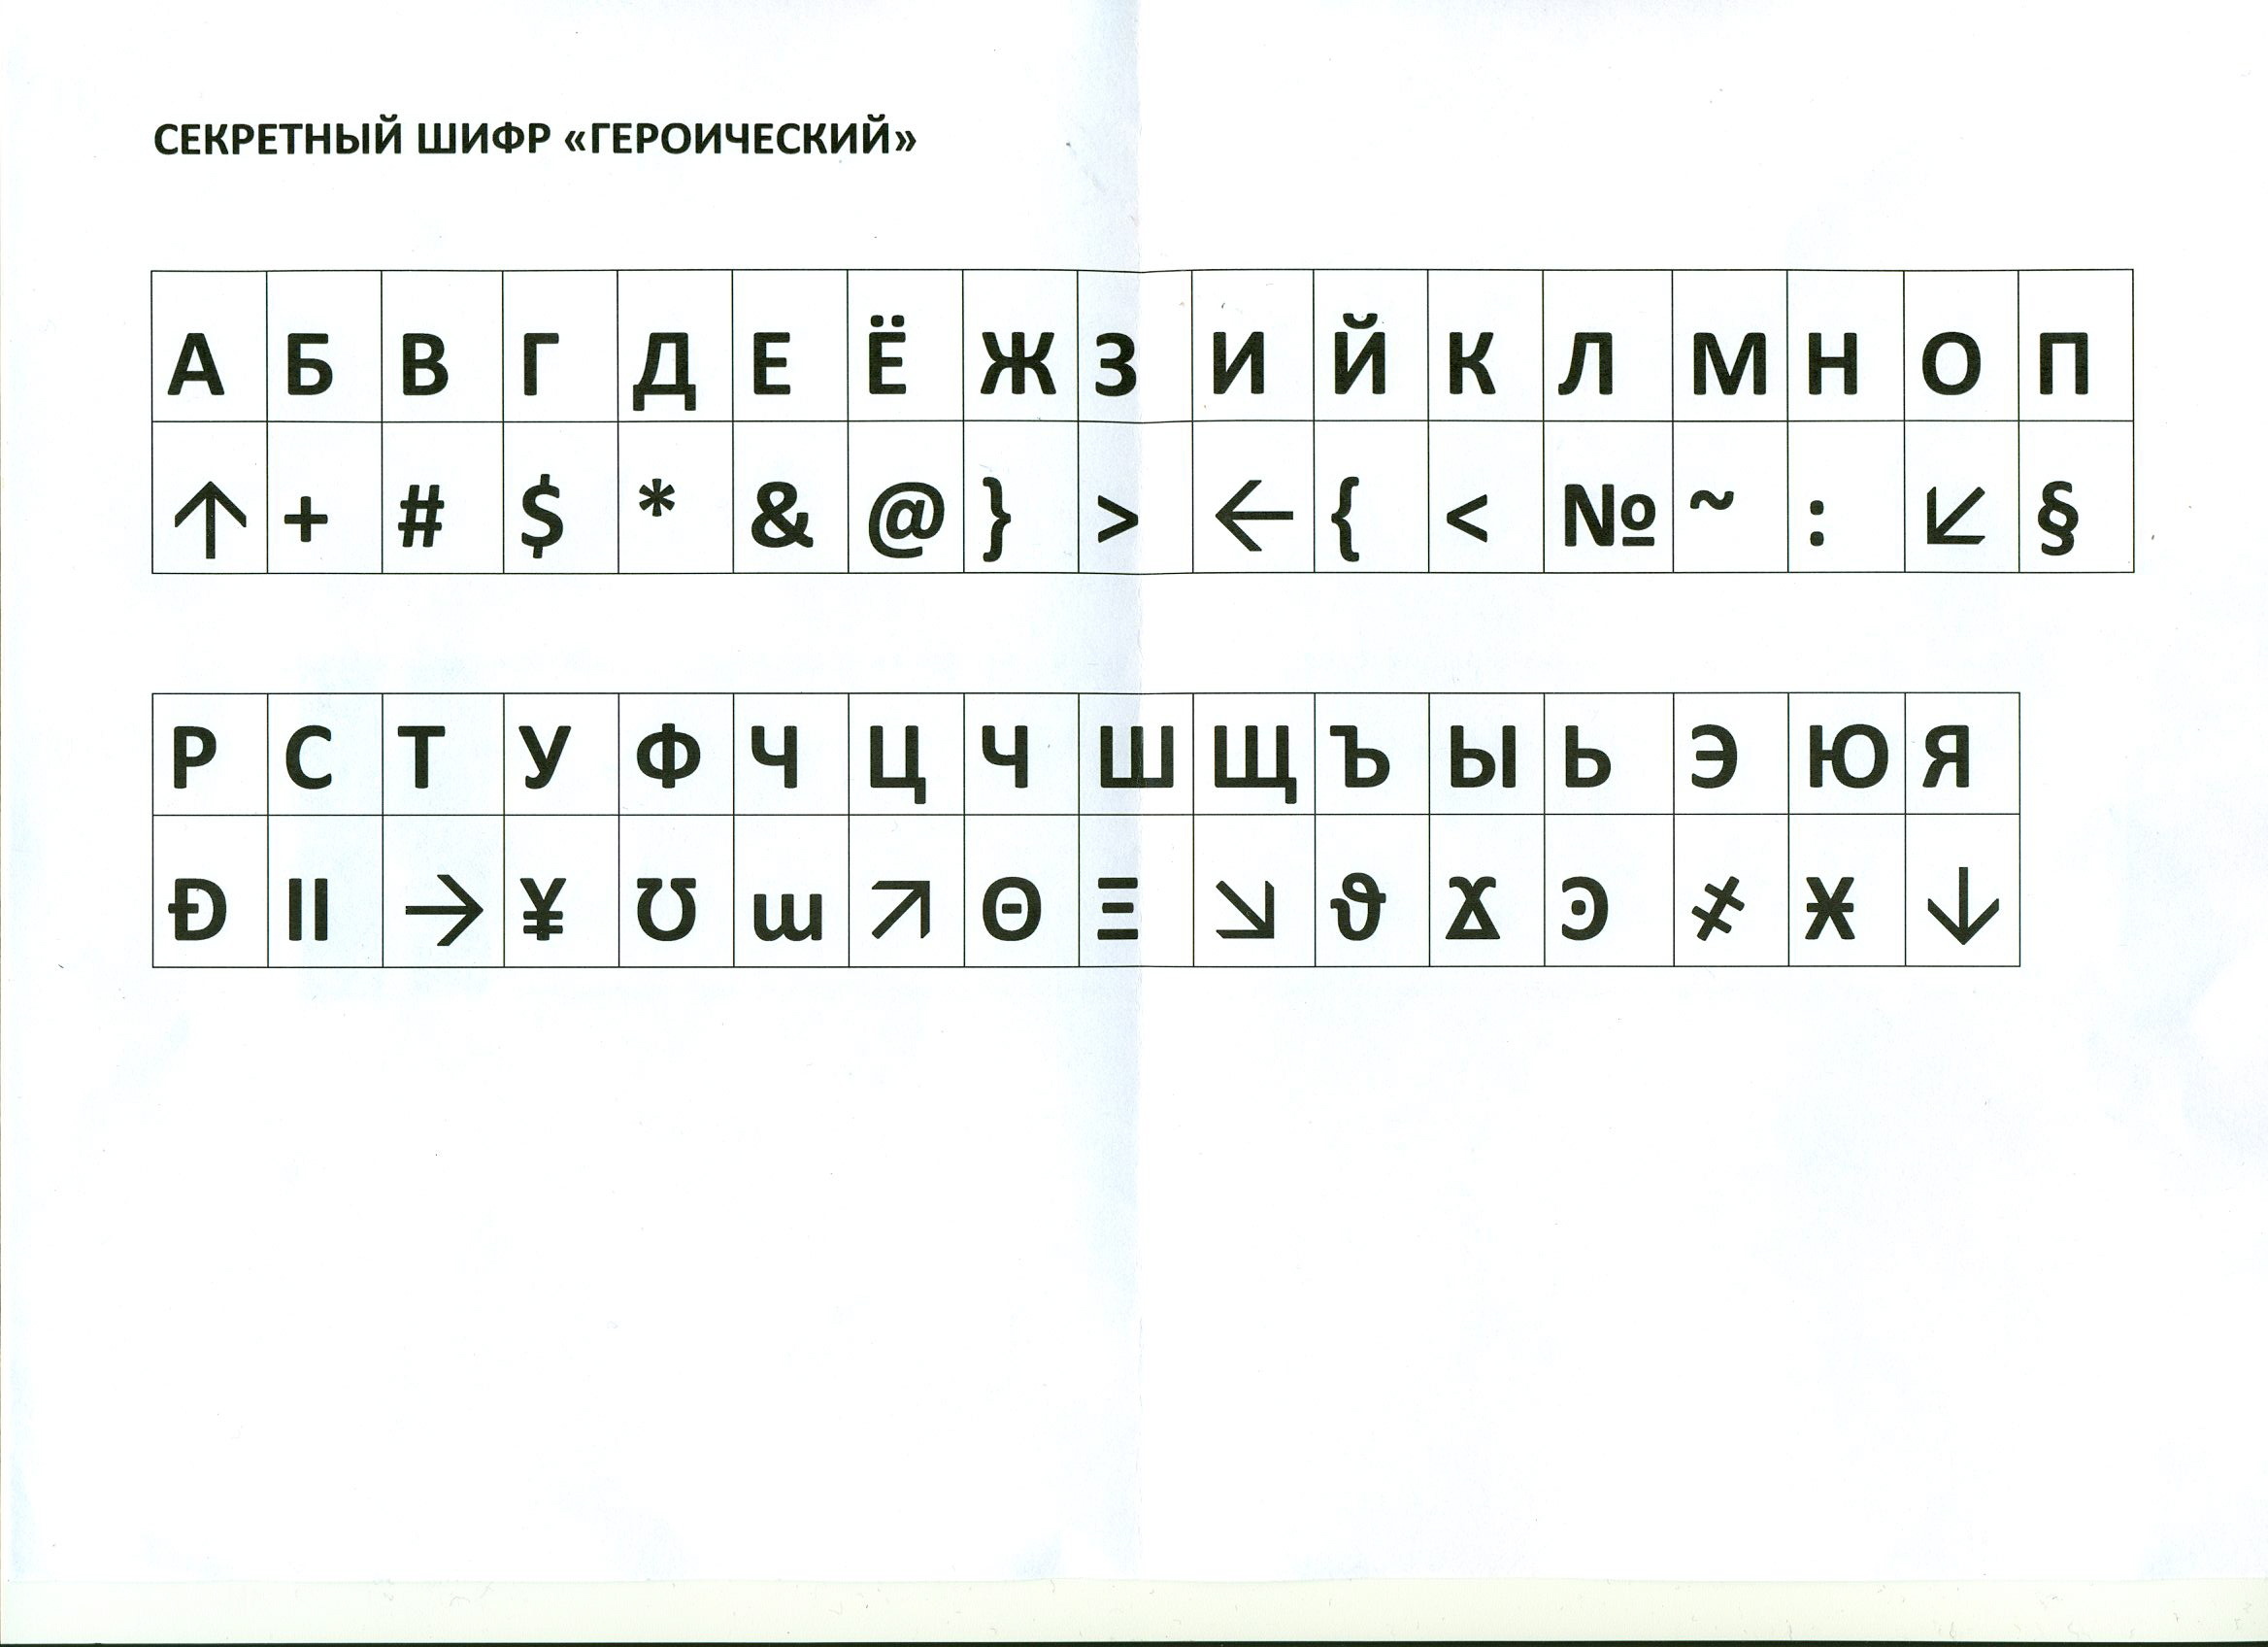 СЕКРЕТНЫЙ ШИФР «ГЕРОИЧЕСКИЙ»
А Б В Г Д Е Ё Ж З И Й К Л М Н О П
↑ + # $ * & @ } > ← { < № ~ : ↙ §
Р С Т У Ф Ч Ц Ч Ш Щ Ъ Ы Ь Э Ю Я
Đ II → ¥ Ʊ ɯ ↗ Θ Ξ ↘ ϑ Ϫ Ͽ ≭ Ӿ ↓